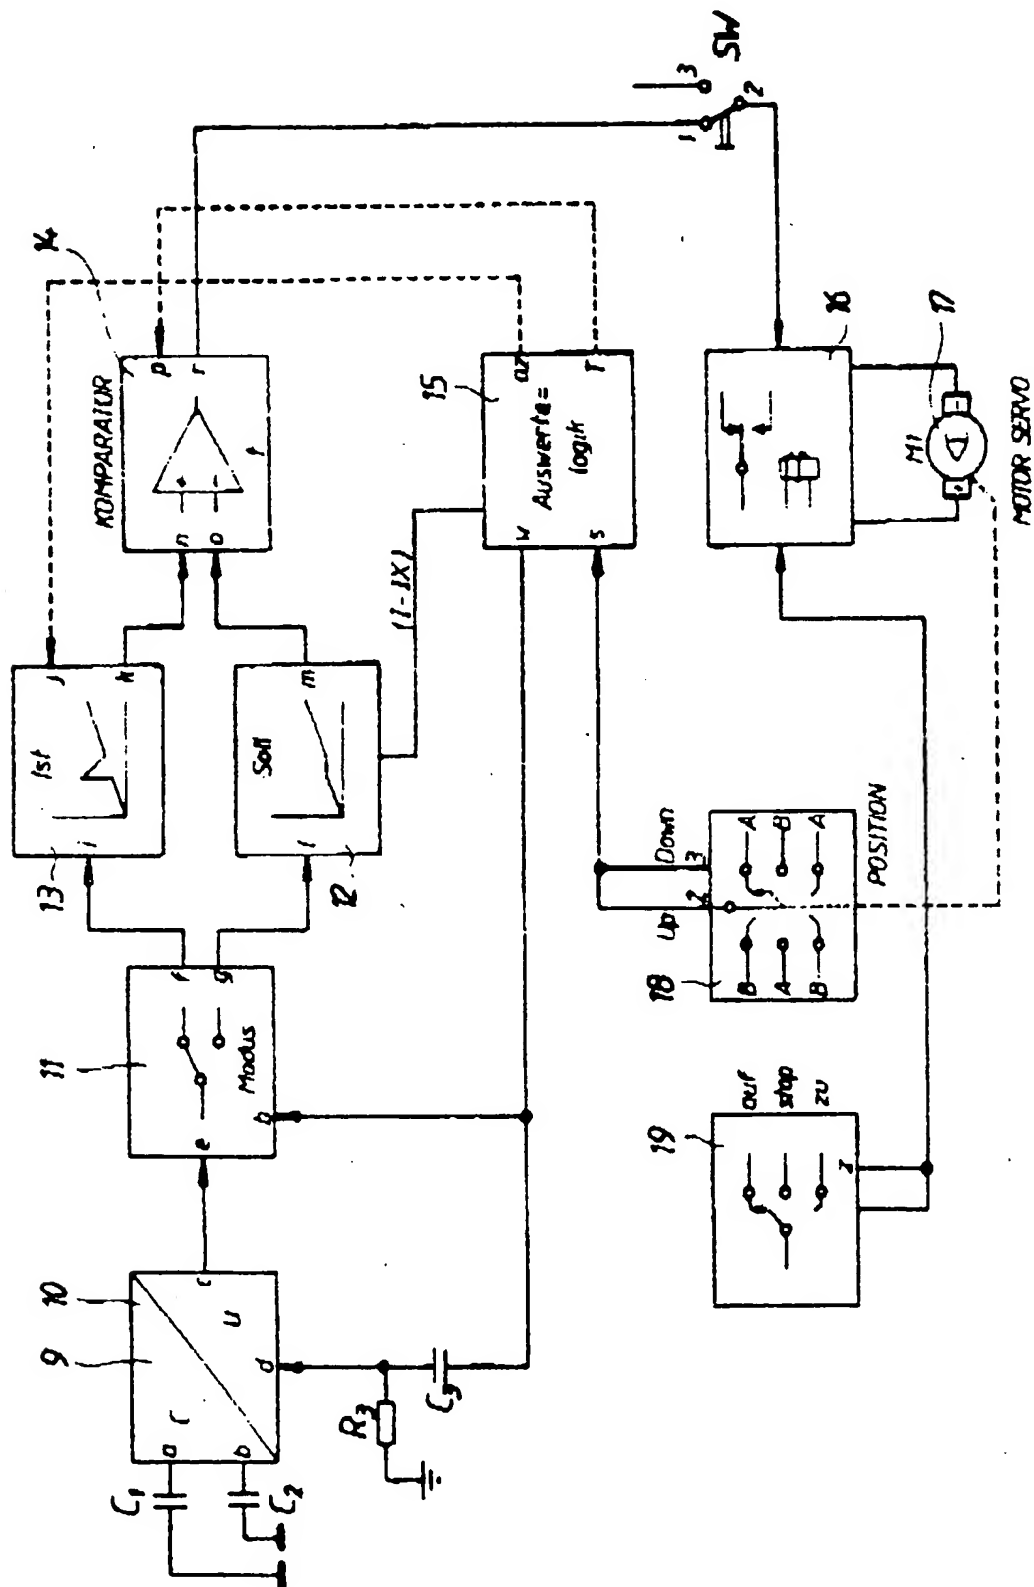 C1
C2
a
b
C
U
c
d
9
10
R3
C3
11
e
f
g
Modus
13
i
Ist
j
k
12
l
Soll
m
(I-IX)
14
KOMPARATOR
n
o
+
-
p
r
15
Auswerte=
logik
w
s
az
T
SW
1
2
3
16
17
M1
+
-
MOTOR SERVO
18
Up
2
Down
3
B
A
B
A
B
A
POSITION
19
auf
stop
zu
z